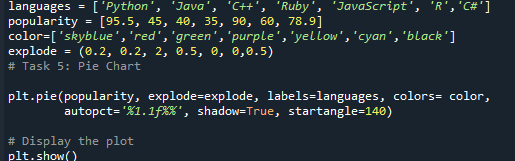 languages = ['Python', 'Java', 'C++', 'Ruby', 'JavaScript', 'R','C#']
popularity = [95.5, 45, 40, 35, 90, 60, 78.9]
color=['skyblue','red','green','purple','yellow','cyan','black']
explode = (0.2, 0.2, 2, 0.5, 0, 0,0.5)
# Task 5: Pie Chart
plt.pie(popularity, explode=explode, labels=languages, colors= color,
autopct='%1.1f%%', shadow=True, startangle=140)
# Display the plot
plt.show()